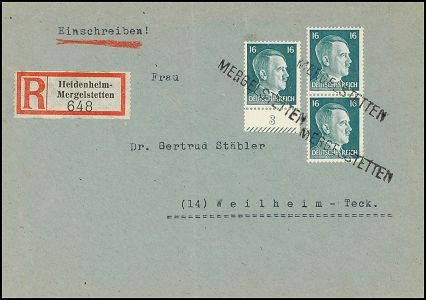 Einschreiben!
R
Heidenheim-
Mergelstetten
648
Frau
16 16
DEUTSCHES REICH
16 16
DEUTSCHES REICH
16 16
DEUTSCHES REICH
3
MERGELSTETTEN
MERGELSTETTEN
MERGELSTETTEN
Dr. Gertrud Stäbler
(14) Weilheim-Teck.